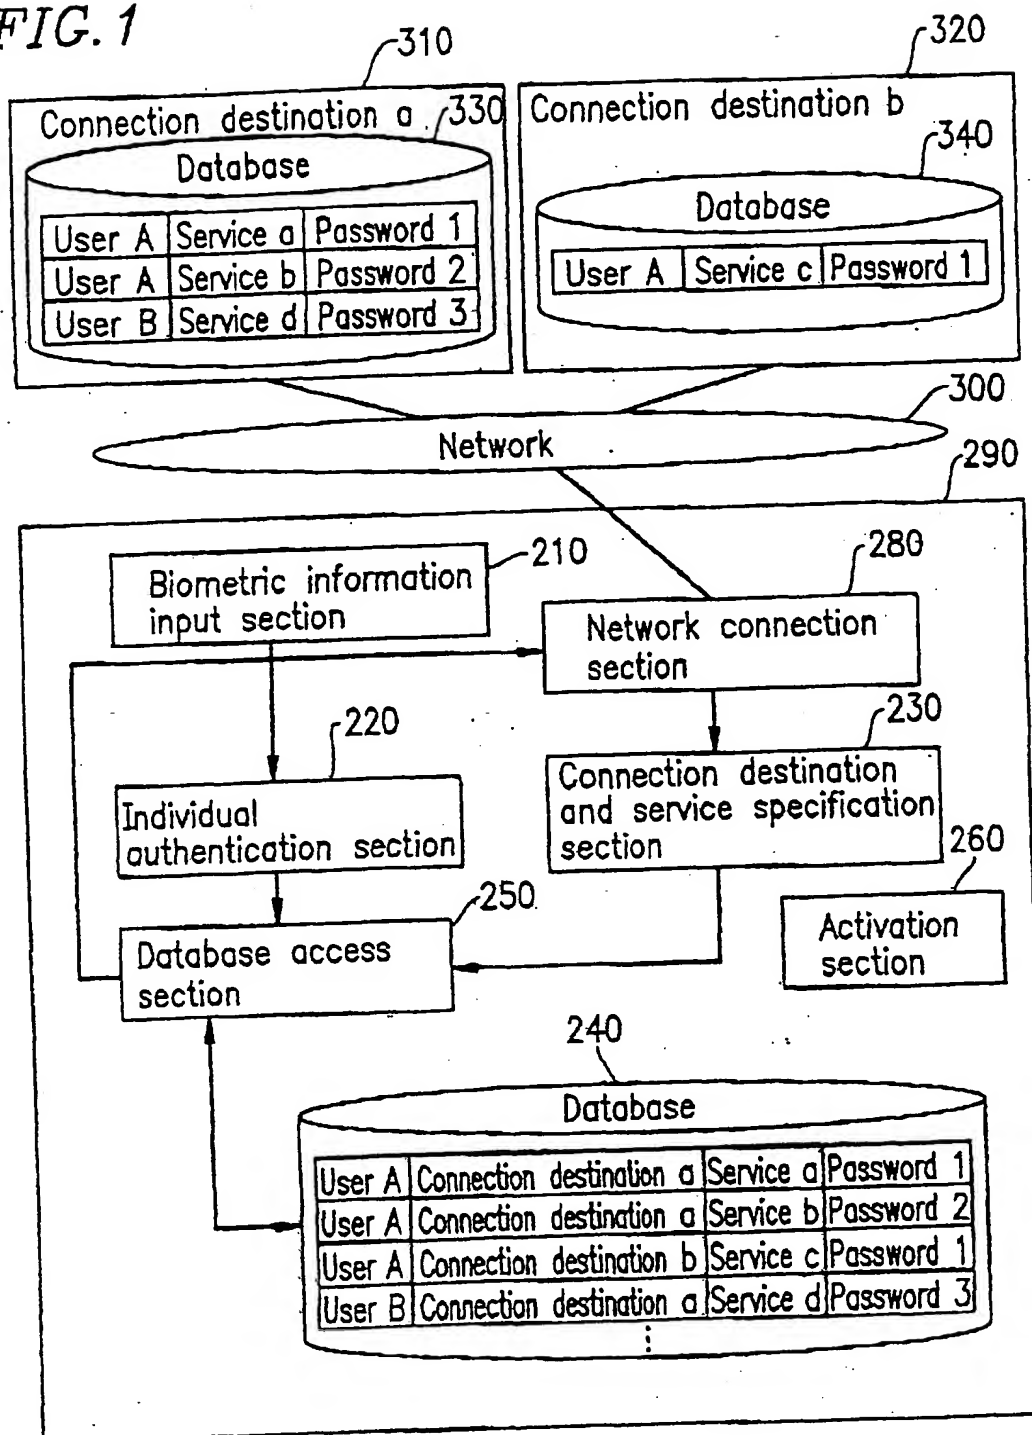 FIG. 1
310
320
Connection destination a
330
Connection destination b
340
Database
Database
User A Service a Password 1
User A Service b Password 2
User B Service d Password 3
User A Service c Password 1
300
Network
290
210
280
Biometric information
input section
Network connection
section
220
230
Individual
authentication section
Connection destination
and service specification
section
260
250
Database access
section
Activation
section
240
Database
User A Connection destination a Service a Password 1
User A Connection destination a Service b Password 2
User A Connection destination b Service c Password 1
User B Connection destination a Service d Password 3